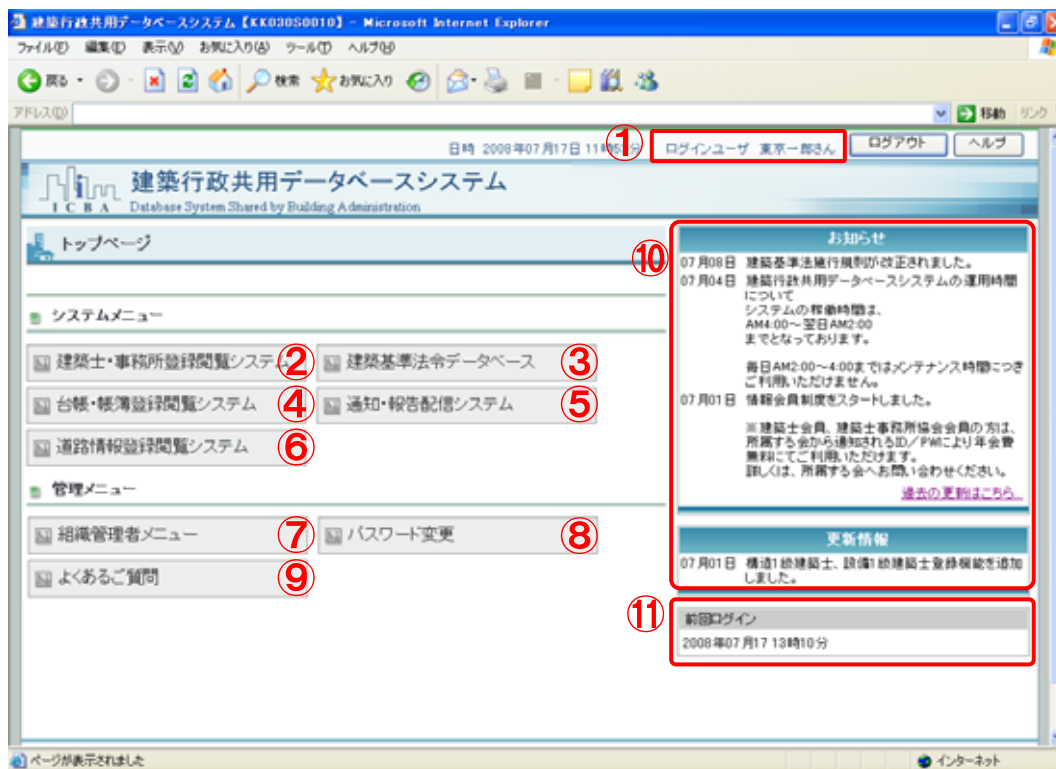 建築行政共用データベースシステム【KK030S0010】 - Microsoft Internet Explorer
ファイル(F) 編集(E) 表示(V) お気に入り(A) ツール(T) ヘルプ(H)
戻る 検索 お気に入り
アドレス(D) 移動 リンク
日時 2008年07月17日 11時5 分 ① ログインユーザ 東京一郎さん ログアウト ヘルプ
建築行政共用データベースシステム
ICBA Database System Shared by Building Administration
トップページ
システムメニュー
建築士・事務所登録閲覧システム ② 建築基準法令データベース ③
台帳・帳簿登録閲覧システム ④ 通知・報告配信システム ⑤
道路情報登録閲覧システム ⑥
管理メニュー
組織管理者メニュー ⑦ パスワード変更 ⑧
よくあるご質問 ⑨
⑩
お知らせ
07月08日 建築基準法施行規則が改正されました。
07月04日 建築行政共用データベースシステムの運用時間
について
システムの稼働時間は、
AM4:00～翌日AM2:00
までとなっております。
毎日AM2:00～4:00まではメンテナンス時間につき
ご利用いただけません。
07月01日 情報会員制度をスタートしました。
※建築士会員、建築士事務所協会会員の方は、
所属する会から通知されるID／PWにより年会費
無料にてご利用いただけます。
詳しくは、所属する会へお問い合わせください。
過去の更新はこちら...
更新情報
07月01日 構造1級建築士、設備1級建築士登録機能を追加
しました。
⑪
前回ログイン
2008年07月17 13時10分
ページが表示されました インターネット